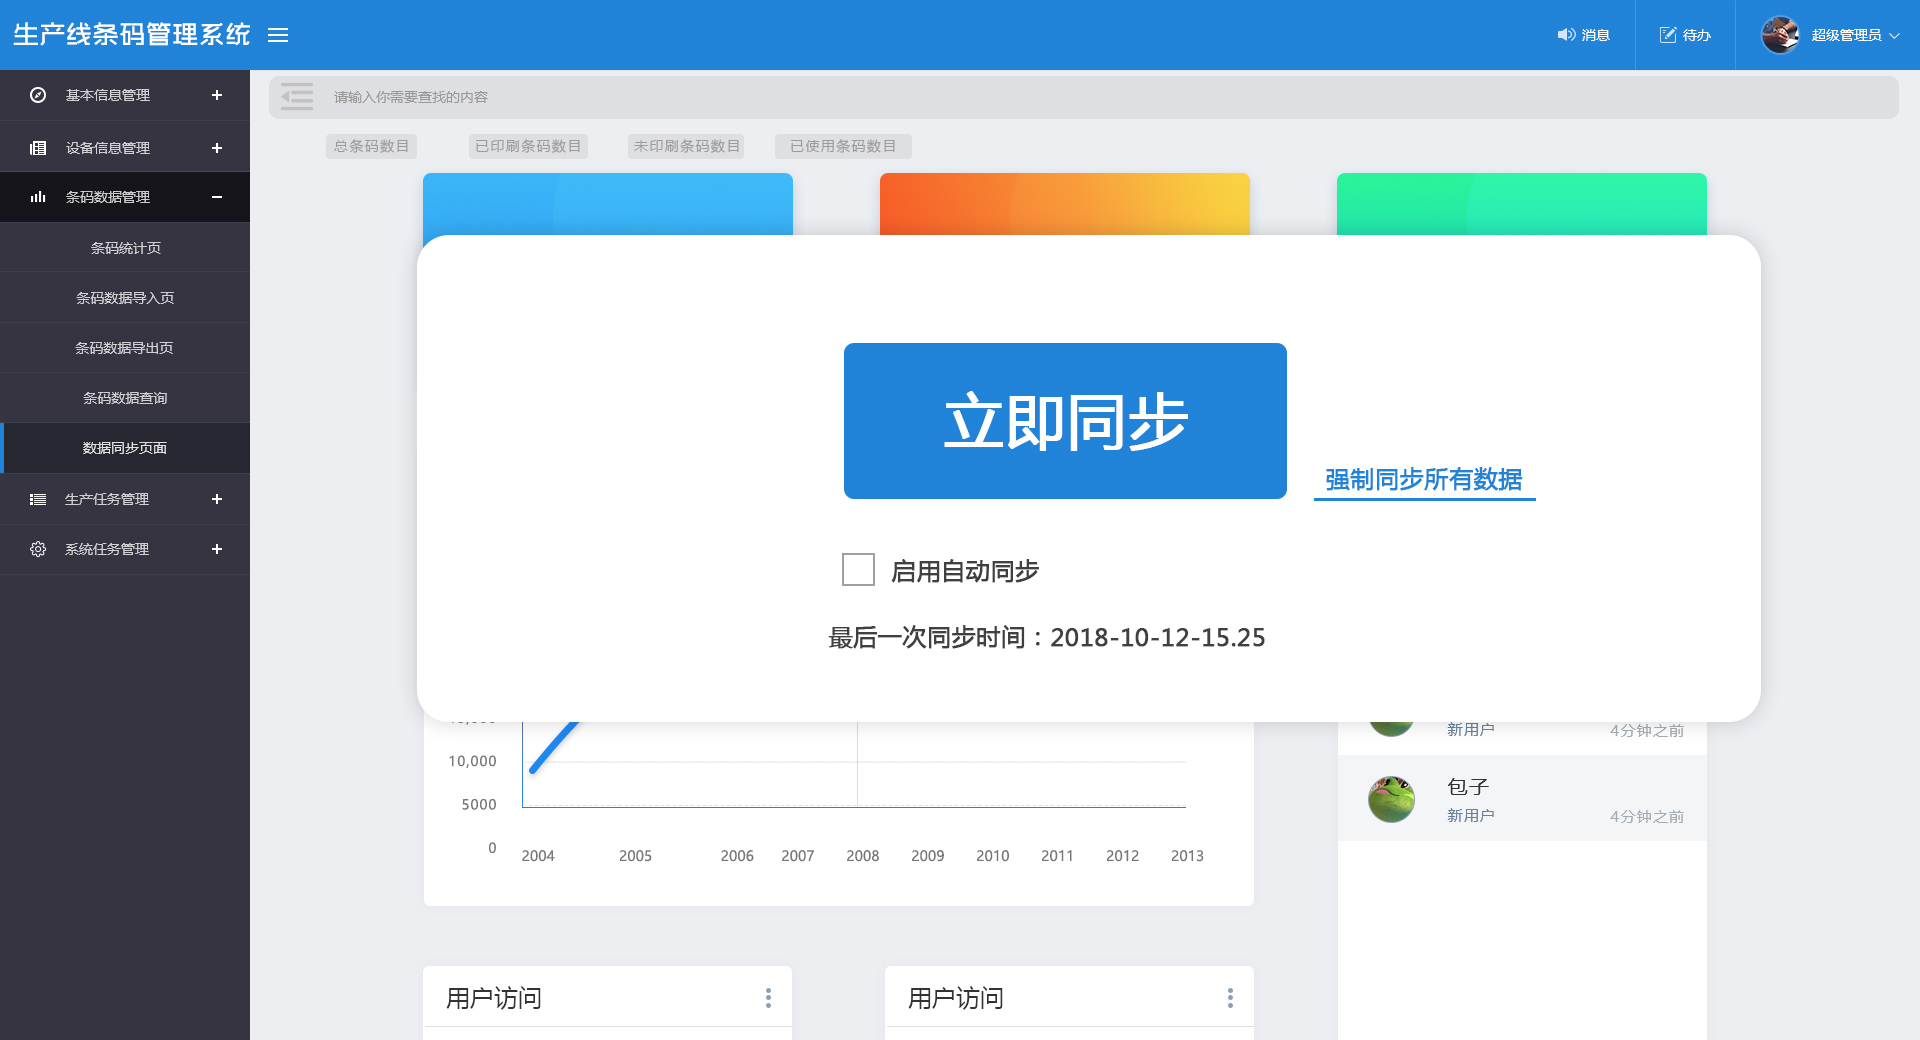 生产线条码管理系统
消息
待办
超级管理员
基本信息管理
设备信息管理
条码数据管理
条码统计页
条码数据导入页
条码数据导出页
条码数据查询
数据同步页面
生产任务管理
系统任务管理
请输入你需要查找的内容
总条码数目
已印刷条码数目
未印刷条码数目
已使用条码数目
立即同步
强制同步所有数据
启用自动同步
最后一次同步时间：2018-10-12-15.25
10,000
5000
0
2004 2005 2006 2007 2008 2009 2010 2011 2012 2013
新用户 4分钟之前
包子
新用户 4分钟之前
用户访问
用户访问